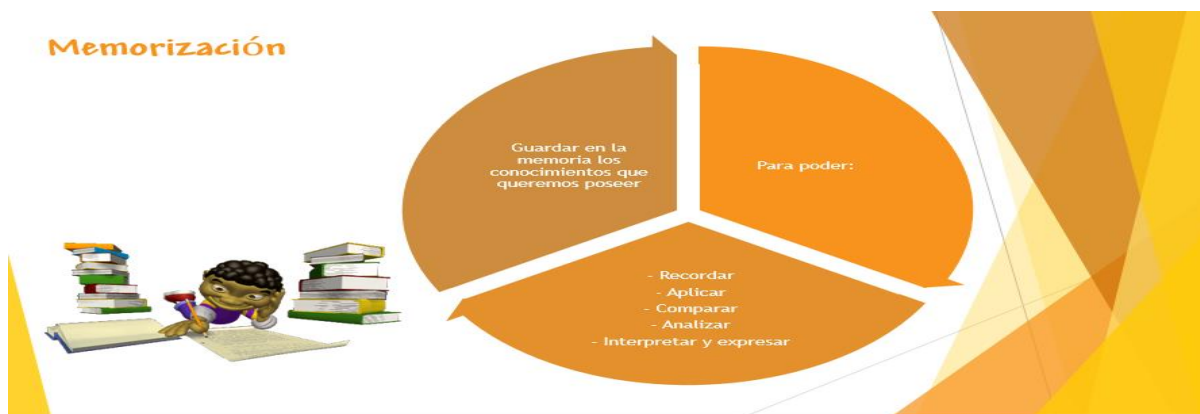 Memorización
Guardar en la
memoria los
conocimientos que
queremos poseer
Para poder:
- Recordar
- Aplicar
- Comparar
- Analizar
- Interpretar y expresar